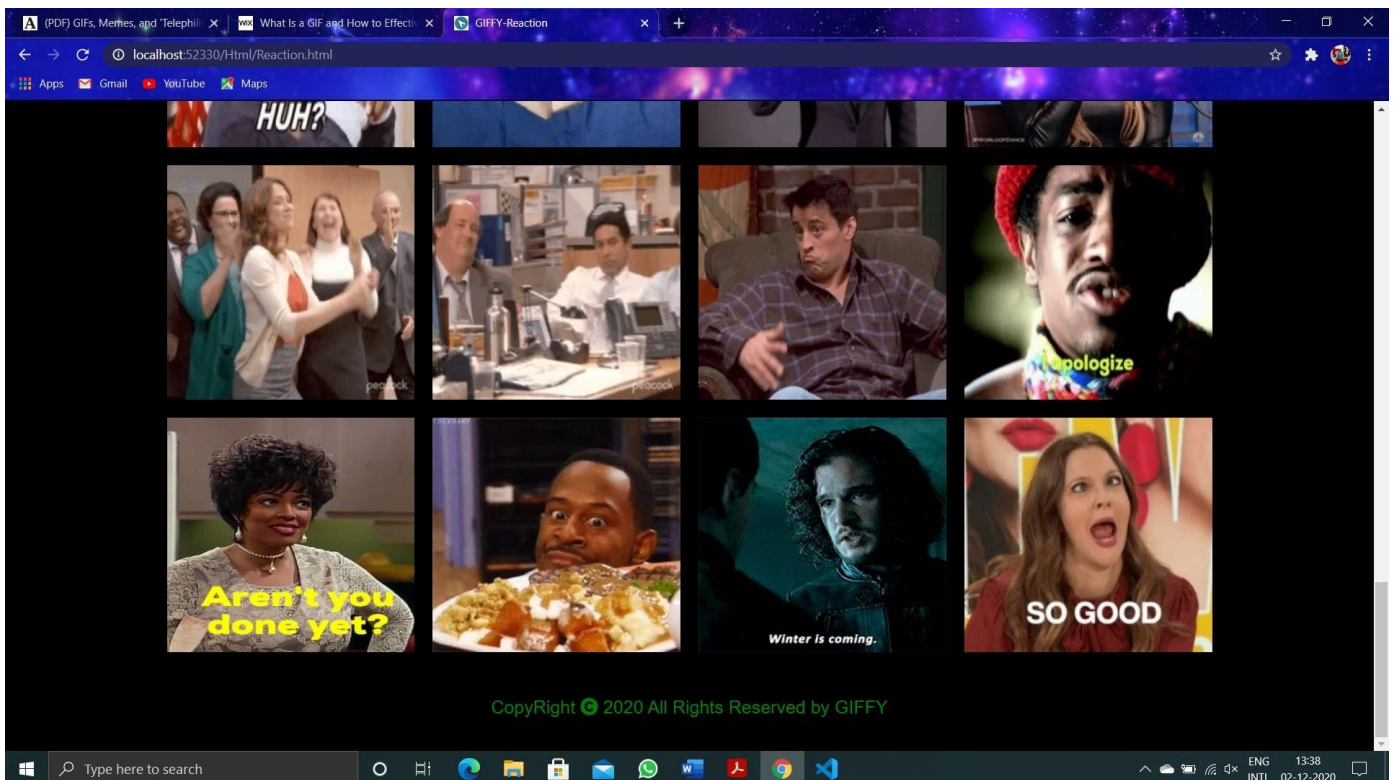 (PDF) GIFs, Memes, and 'Telephili
What Is a GIF and How to Effectiv
GIFFY-Reaction
localhost:52330/Html/Reaction.html
Apps Gmail YouTube Maps
HUH?
peacock
peacock
I apologize
Aren't you
done yet?
Winter is coming.
SO GOOD
CopyRight © 2020 All Rights Reserved by GIFFY
Type here to search
ENG
INTL
13:38
02-12-2020